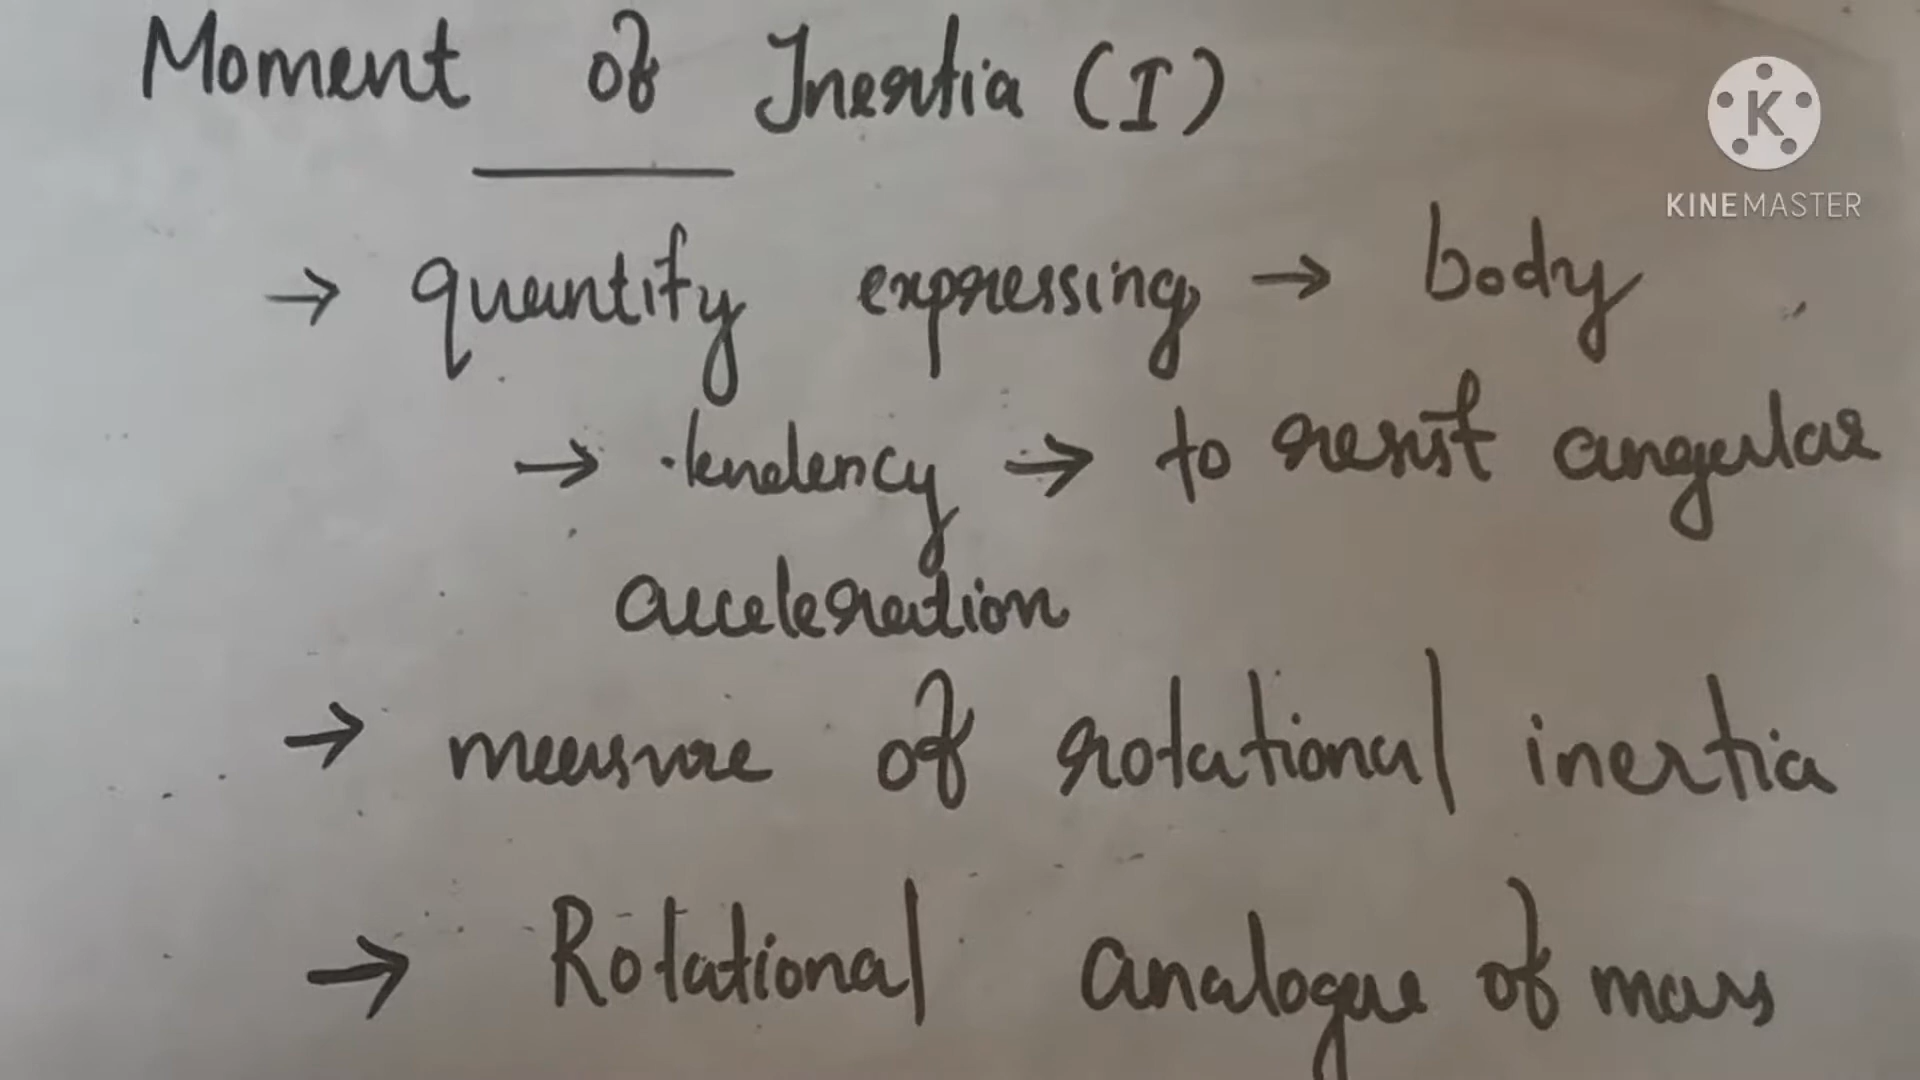 Moment of Inertia (I)
K
KINEMASTER
→ quantity expressing → body
→ tendency → to resist angular
acceleration
→ measure of rotational inertia
→ Rotational analogue of mass